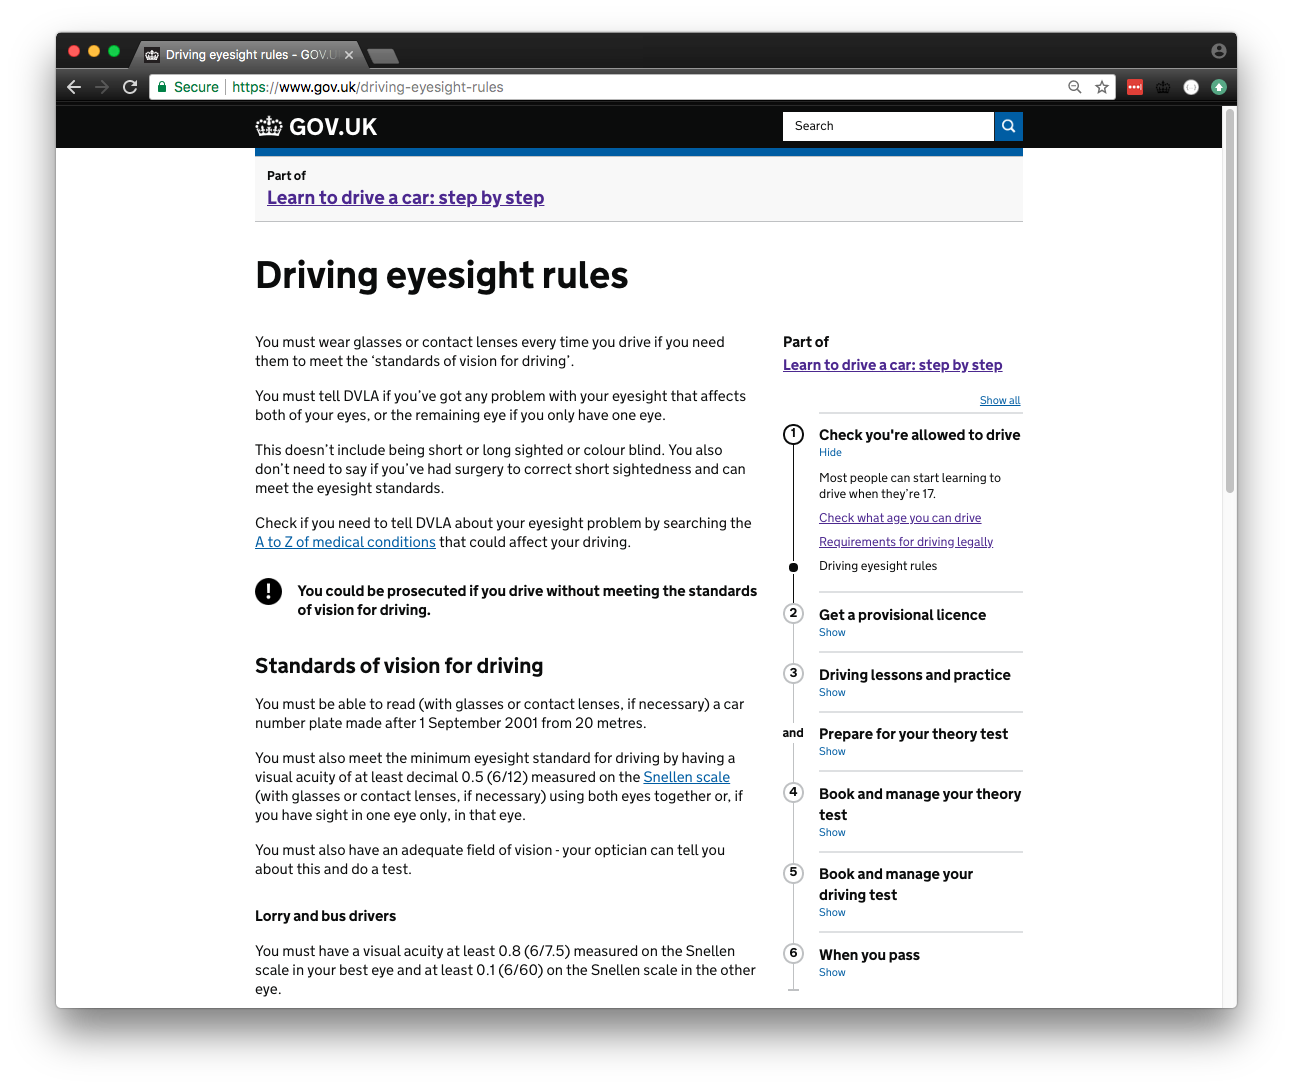 Driving eyesight rules - GOV.U
Secure https://www.gov.uk/driving-eyesight-rules
GOV.UK
Search
Part of
Learn to drive a car: step by step
Driving eyesight rules
You must wear glasses or contact lenses every time you drive if you need
them to meet the ‘standards of vision for driving’.
You must tell DVLA if you’ve got any problem with your eyesight that affects
both of your eyes, or the remaining eye if you only have one eye.
This doesn’t include being short or long sighted or colour blind. You also
don’t need to say if you’ve had surgery to correct short sightedness and can
meet the eyesight standards.
Check if you need to tell DVLA about your eyesight problem by searching the
A to Z of medical conditions that could affect your driving.
! You could be prosecuted if you drive without meeting the standards
of vision for driving.
Standards of vision for driving
You must be able to read (with glasses or contact lenses, if necessary) a car
number plate made after 1 September 2001 from 20 metres.
You must also meet the minimum eyesight standard for driving by having a
visual acuity of at least decimal 0.5 (6/12) measured on the Snellen scale
(with glasses or contact lenses, if necessary) using both eyes together or, if
you have sight in one eye only, in that eye.
You must also have an adequate field of vision - your optician can tell you
about this and do a test.
Lorry and bus drivers
You must have a visual acuity at least 0.8 (6/7.5) measured on the Snellen
scale in your best eye and at least 0.1 (6/60) on the Snellen scale in the other
eye.
Part of
Learn to drive a car: step by step
Show all
1 Check you're allowed to drive
Hide
Most people can start learning to
drive when they’re 17.
Check what age you can drive
Requirements for driving legally
Driving eyesight rules
2 Get a provisional licence
Show
3 Driving lessons and practice
Show
and Prepare for your theory test
Show
4 Book and manage your theory
test
Show
5 Book and manage your
driving test
Show
6 When you pass
Show